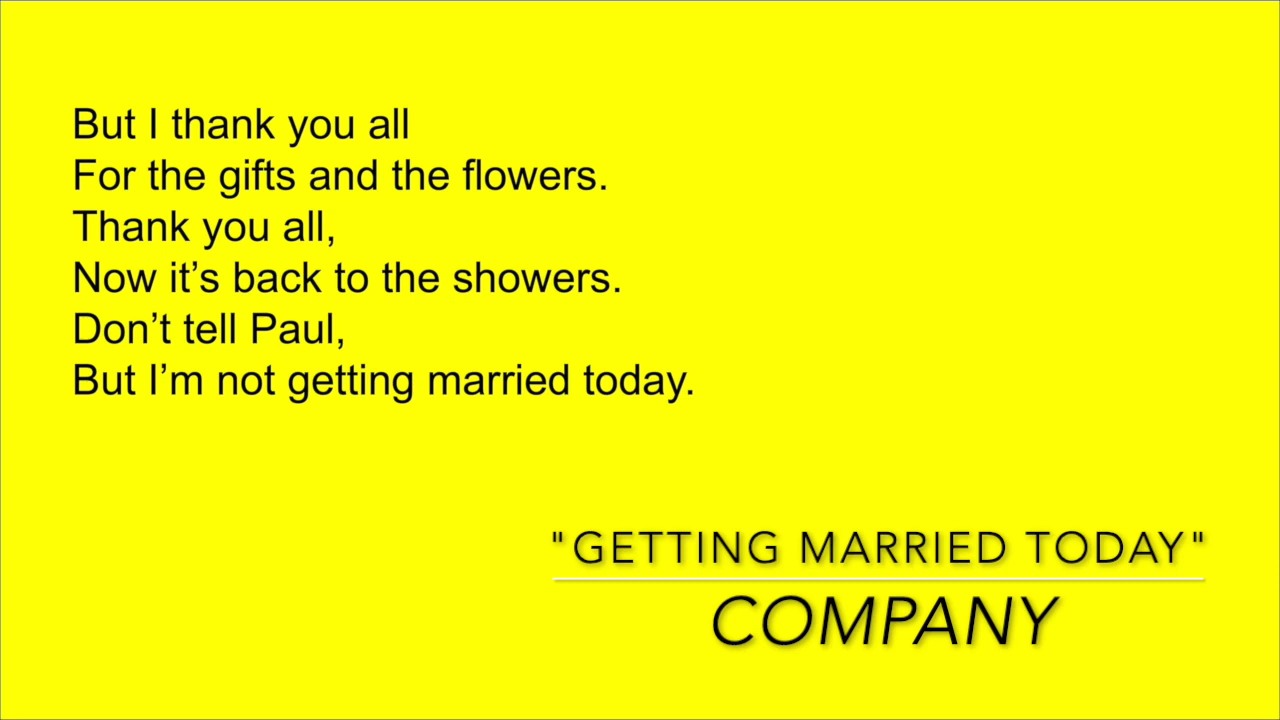 But I thank you all
For the gifts and the flowers.
Thank you all,
Now it’s back to the showers.
Don’t tell Paul,
But I’m not getting married today.
"GETTING MARRIED TODAY"
COMPANY